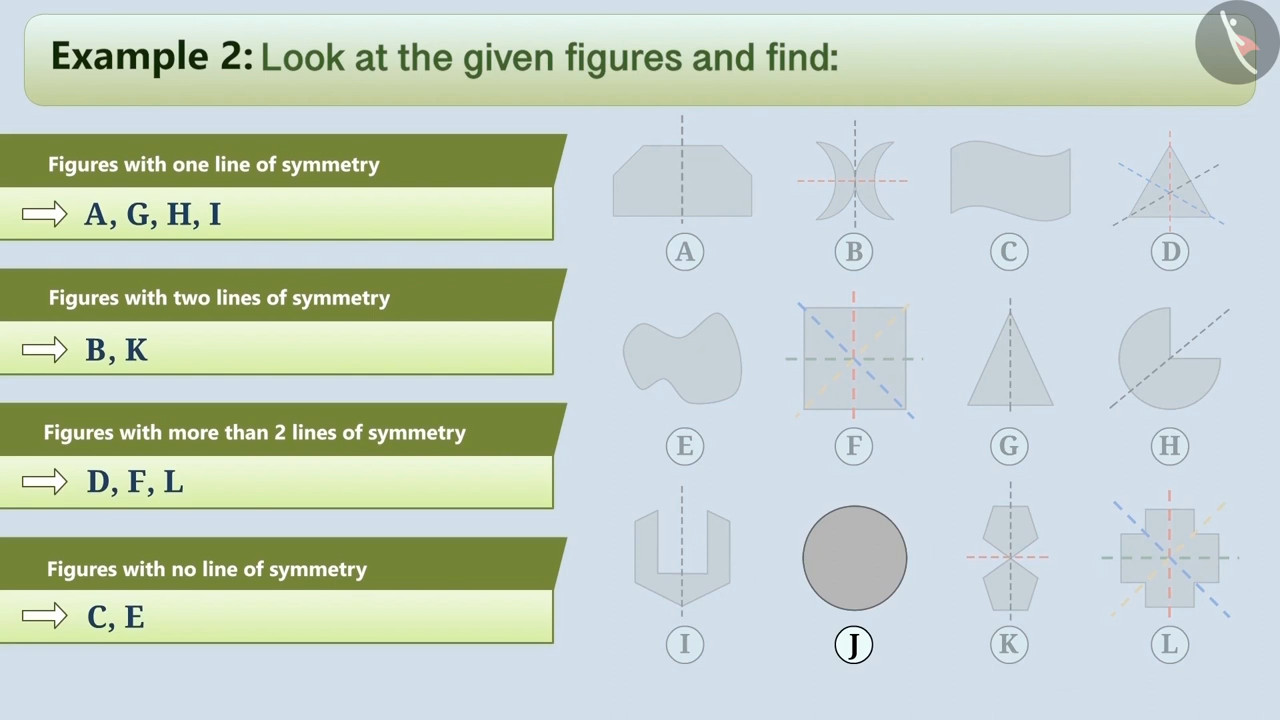 Example 2: Look at the given figures and find:
Figures with one line of symmetry
A, G, H, I
Figures with two lines of symmetry
B, K
Figures with more than 2 lines of symmetry
D, F, L
Figures with no line of symmetry
C, E
A B C D
E F G H
I J K L